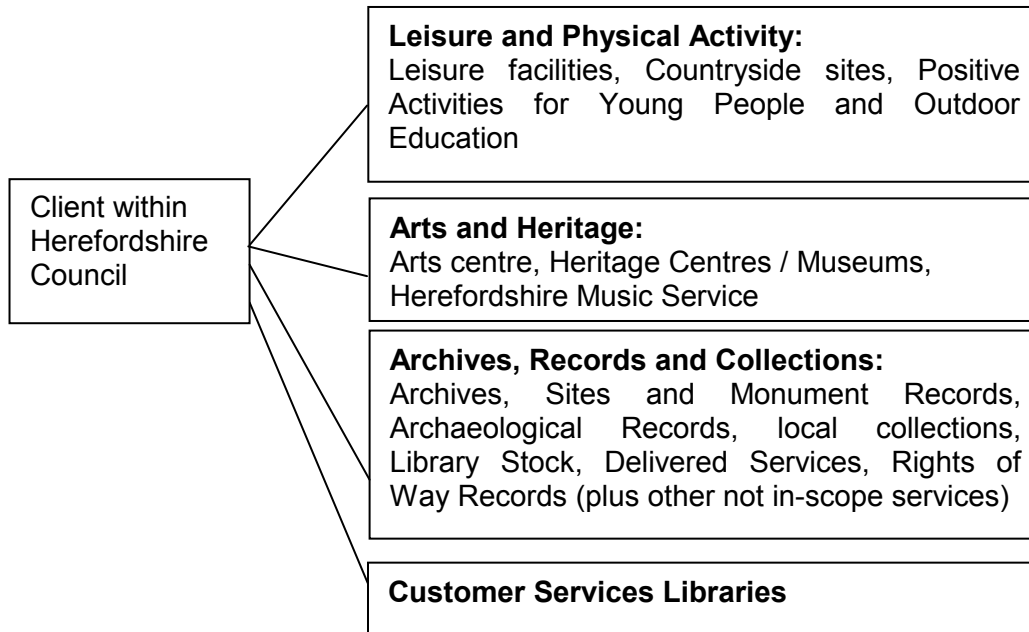 Client within
Herefordshire
Council
Leisure and Physical Activity:
Leisure facilities, Countryside sites, Positive
Activities for Young People and Outdoor
Education
Arts and Heritage:
Arts centre, Heritage Centres / Museums,
Herefordshire Music Service
Archives, Records and Collections:
Archives, Sites and Monument Records,
Archaeological Records, local collections,
Library Stock, Delivered Services, Rights of
Way Records (plus other not in-scope services)
Customer Services Libraries